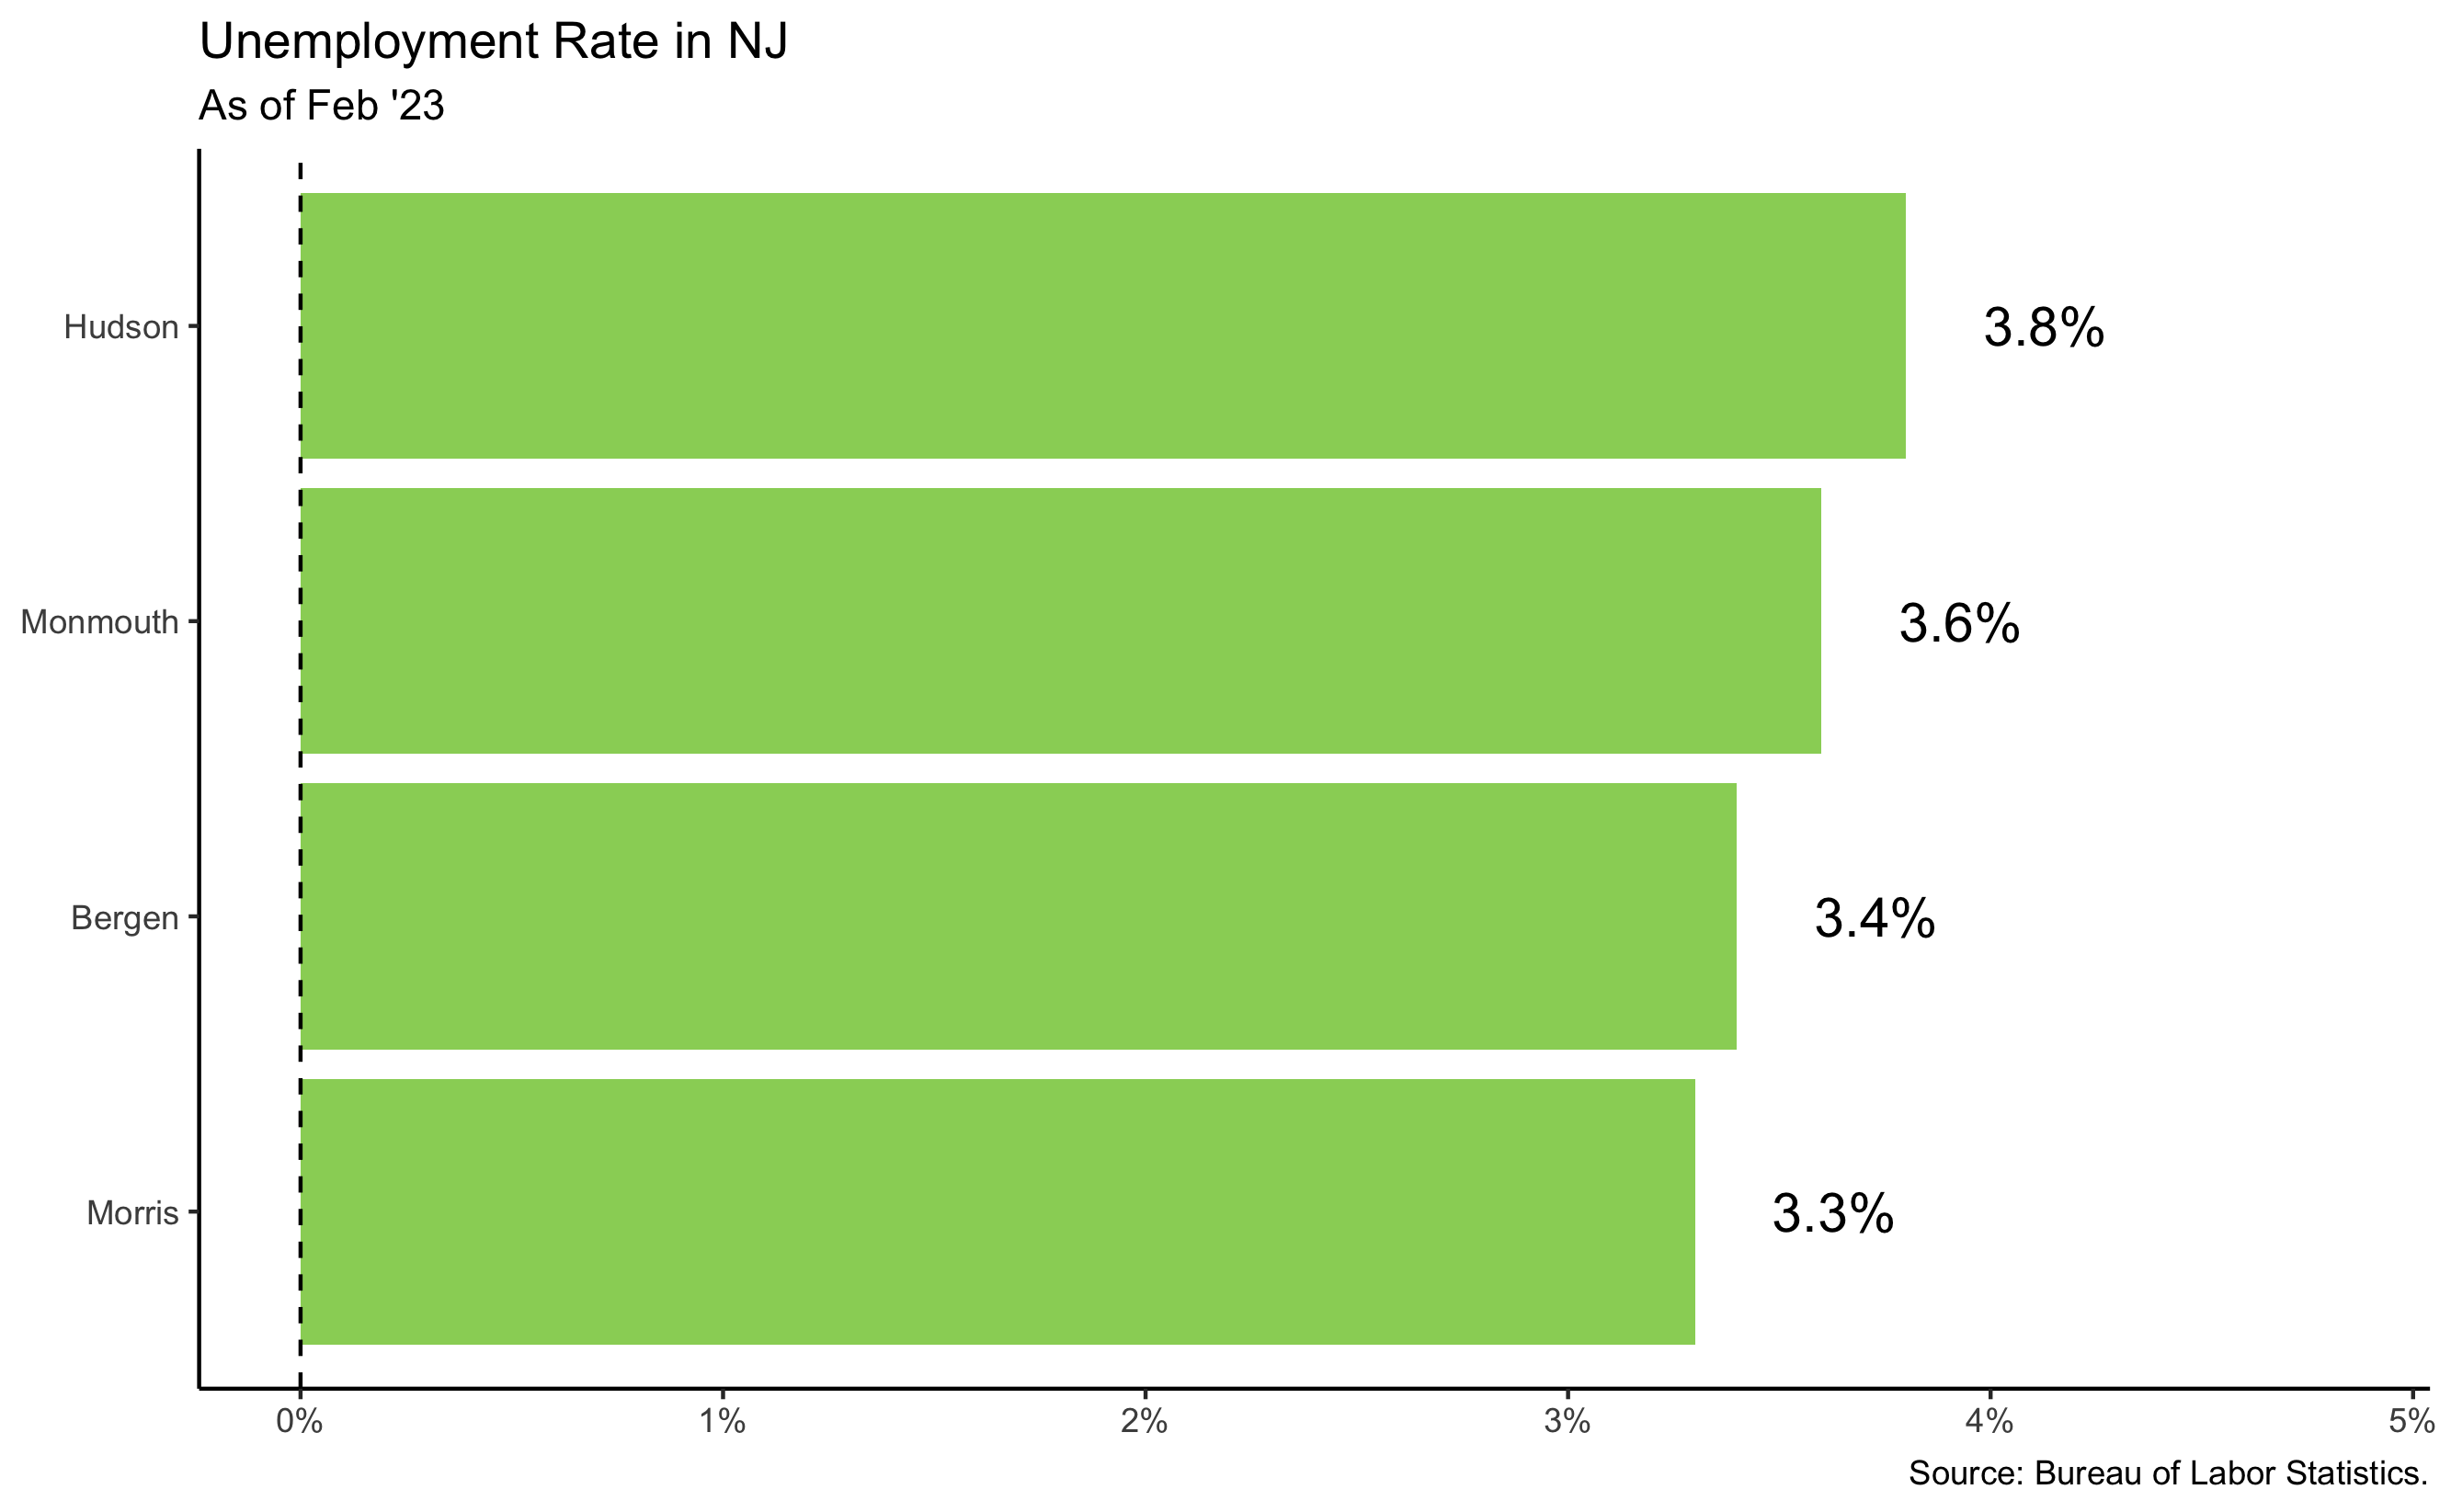 Unemployment Rate in NJ
As of Feb '23
Hudson
3.8%
Monmouth
3.6%
Bergen
3.4%
Morris
3.3%
0% 1% 2% 3% 4% 5%
Source: Bureau of Labor Statistics.